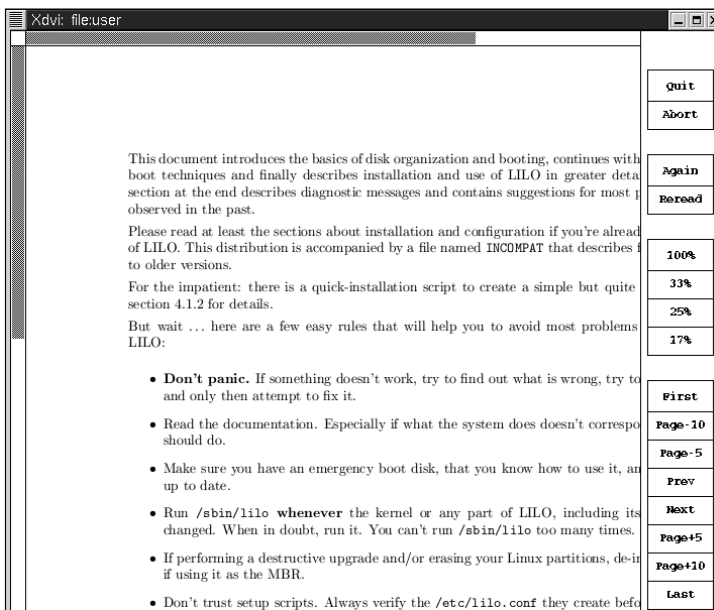 Xdvi: file:user
Quit
Abort
Again
Reread
100%
33%
25%
17%
First
Page-10
Page-5
Prev
Next
Page+5
Page+10
Last
This document introduces the basics of disk organization and booting, continues with
boot techniques and finally describes installation and use of LILO in greater
section at the end describes diagnostic messages and contains suggestions for most
observed in the past.
Please read at least the sections about installation and configuration if you're
of LILO. This distribution is accompanied by a file named INCOMPAT that describes
to older versions.
For the impatient: there is a quick-installation script to create a simple but quite
section 4.1.2 for details.
But wait ... here are a few easy rules that will help you to avoid most problems
LILO:
• Don't panic. If something doesn't work, try to find out what is wrong, try to
and only then attempt to fix it.
• Read the documentation. Especially if what the system does doesn't
should do.
• Make sure you have an emergency boot disk, that you know how to use it,
up to date.
• Run /sbin/lilo whenever the kernel or any part of LILO, including its
changed. When in doubt, run it. You can't run /sbin/lilo too many times.
• If performing a destructive upgrade and/or erasing your Linux partitions,
if using it as the MBR.
• Don't trust setup scripts. Always verify the /etc/lilo.conf they create